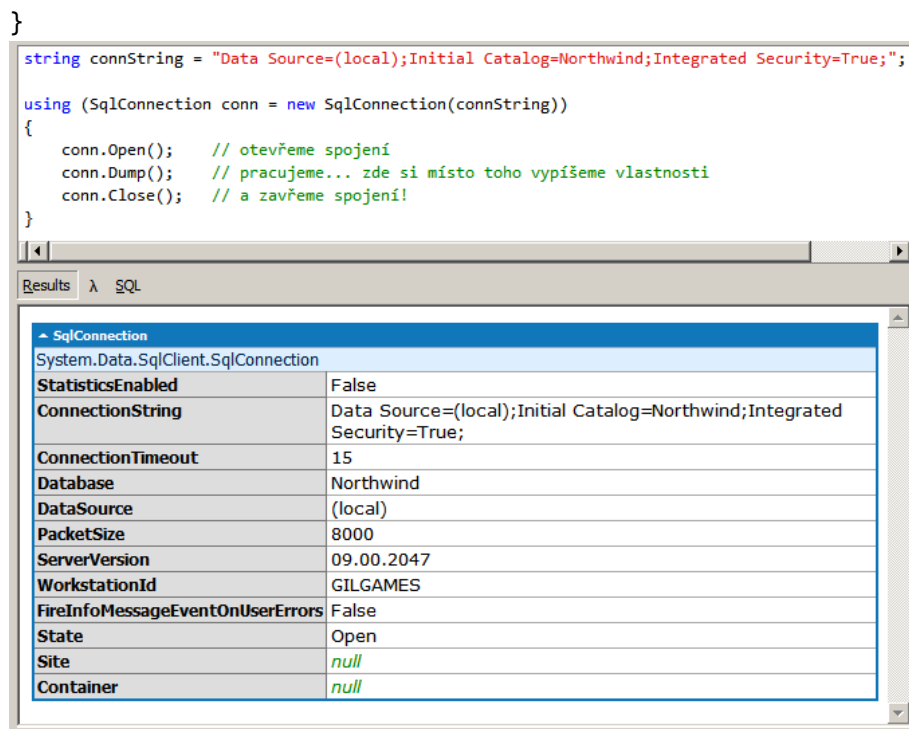 }
string connString = "Data Source=(local);Initial Catalog=Northwind;Integrated Security=True;";
using (SqlConnection conn = new SqlConnection(connString))
{
conn.Open(); // otevřeme spojení
conn.Dump(); // pracujeme... zde si místo toho vypíšeme vlastnosti
conn.Close(); // a zavřeme spojení!
}
Results λ SQL
SqlConnection
System.Data.SqlClient.SqlConnection
StatisticsEnabled False
ConnectionString Data Source=(local);Initial Catalog=Northwind;Integrated
Security=True;
ConnectionTimeout 15
Database Northwind
DataSource (local)
PacketSize 8000
ServerVersion 09.00.2047
WorkstationId GILGAMES
FireInfoMessageEventOnUserErrors False
State Open
Site null
Container null